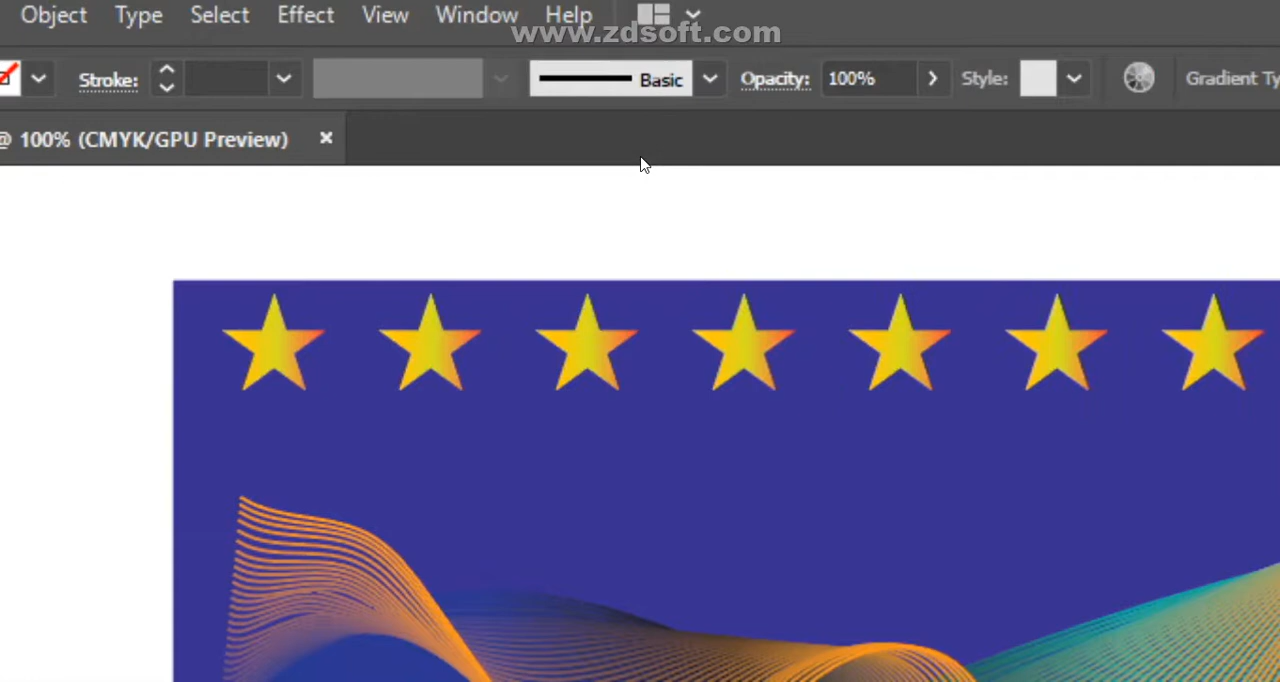 Object Type Select Effect View Window Help
www.zdsoft.com
Stroke: Basic Opacity: 100% Style: Gradient Ty
@ 100% (CMYK/GPU Preview) ×